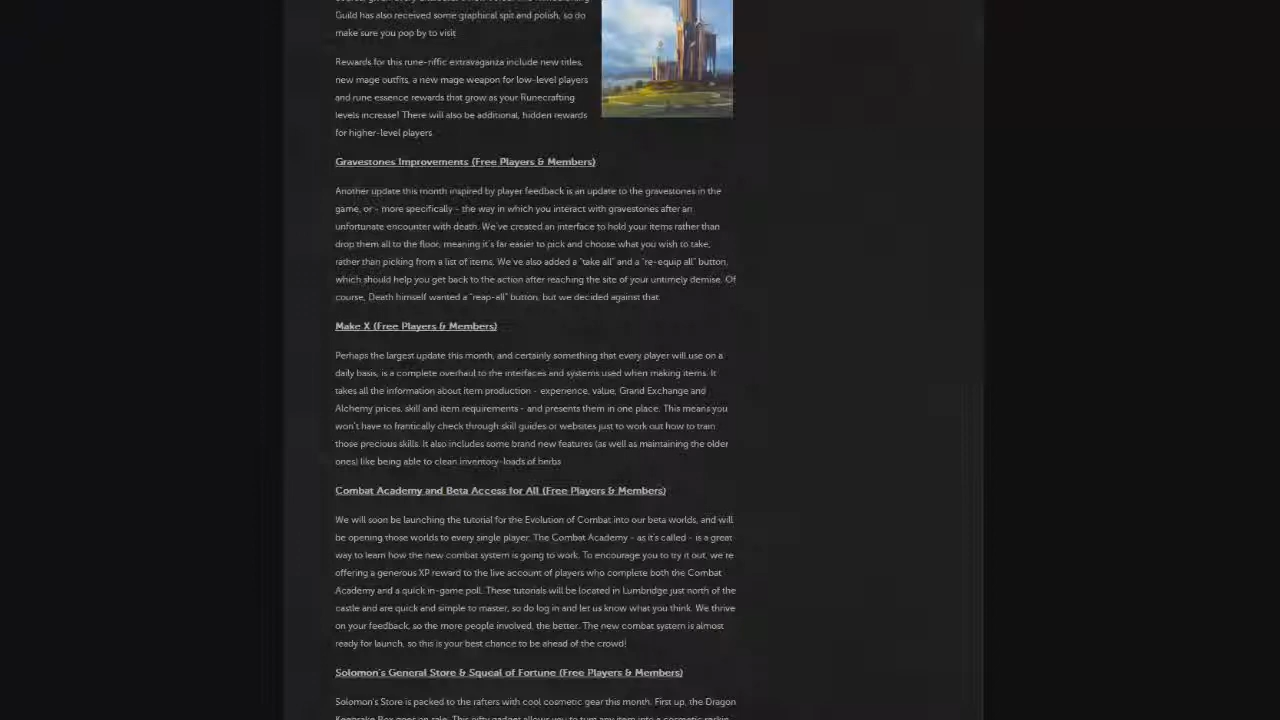 Guild has also received some graphical spit and polish, so do
make sure you pop by to visit
Rewards for this rune-riffic extravaganza include new titles,
new mage outfits, a new mage weapon for low-level players
and rune essence rewards that grow as your Runecrafting
levels increase! There will also be additional, hidden rewards
for higher-level players
Gravestones Improvements (Free Players & Members)
Another update this month inspired by player feedback is an update to the gravestones in the
game, or - more specifically - the way in which you interact with gravestones after an
unfortunate encounter with death. We've created an interface to hold your items rather than
drop them all to the floor, meaning it's far easier to pick and choose what you wish to take,
rather than picking from a list of items. We've also added a "take all" and a "re-equip all" button,
which should help you get back to the action after reaching the site of your untimely demise. Of
course, Death himself wanted a "reap-all" button, but we decided against that.
Make X (Free Players & Members)
Perhaps the largest update this month, and certainly something that every player will use on a
daily basis, is a complete overhaul to the interfaces and systems used when making items. It
takes all the information about item production - experience, value, Grand Exchange and
Alchemy prices, skill and item requirements - and presents them in one place. This means you
won't have to frantically check through skill guides or websites just to work out how to train
those precious skills. It also includes some brand new features (as well as maintaining the older
ones) like being able to clean inventory-loads of herbs
Combat Academy and Beta Access for All (Free Players & Members)
We will soon be launching the tutorial for the Evolution of Combat into our beta worlds, and will
be opening those worlds to every single player. The Combat Academy - as it's called - is a great
way to learn how the new combat system is going to work. To encourage you to try it out, we're
offering a generous XP reward to the live account of players who complete both the Combat
Academy and a quick in-game poll. These tutorials will be located in Lumbridge just north of the
castle and are quick and simple to master, so do log in and let us know what you think. We thrive
on your feedback, so the more people involved, the better. The new combat system is almost
ready for launch, so this is your best chance to be ahead of the crowd!
Solomon's General Store & Squeal of Fortune (Free Players & Members)
Solomon's Store is packed to the rafters with cool cosmetic gear this month. First up, the Dragon